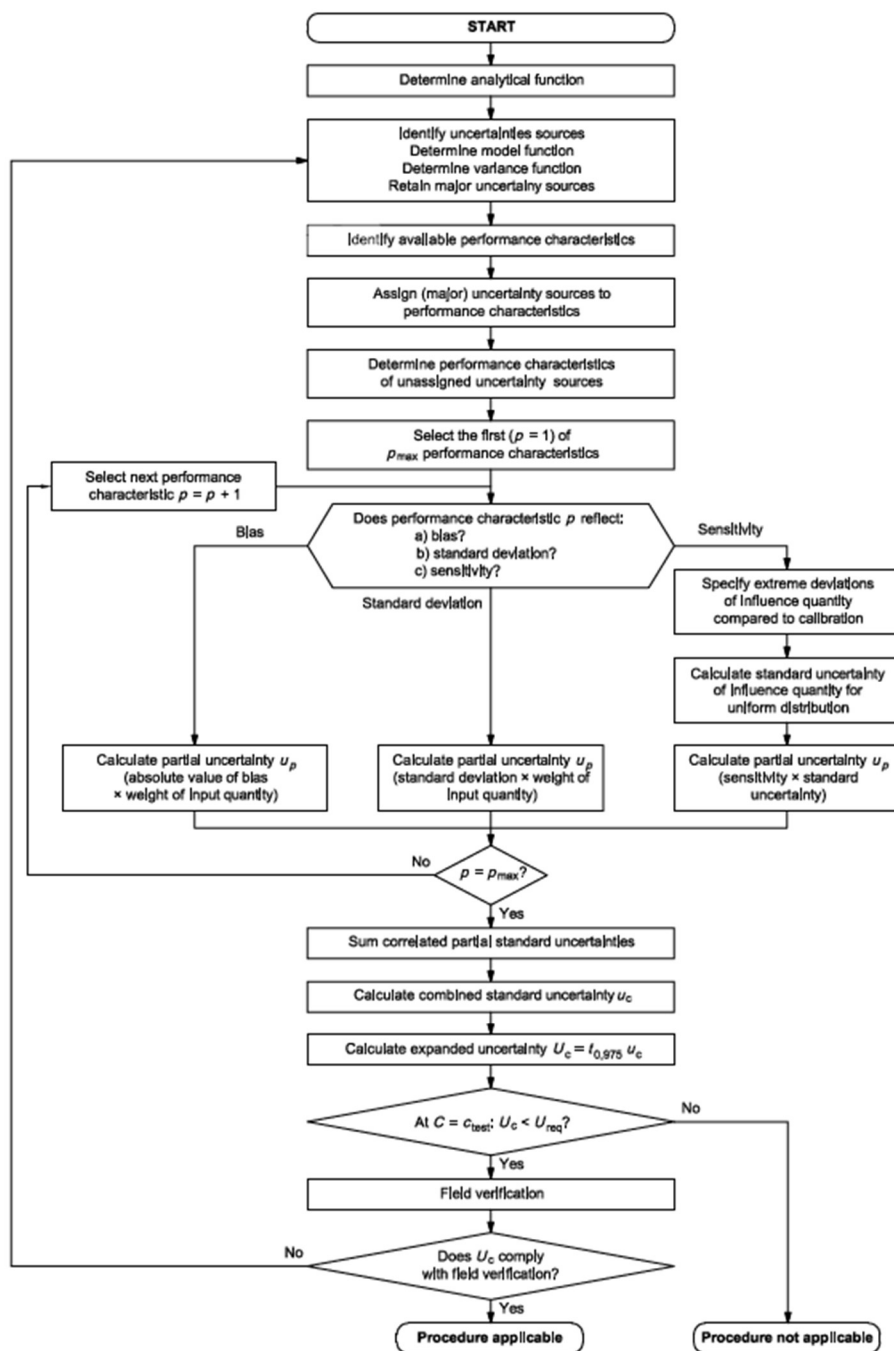 START
Determine analytical function
Identify uncertainties sources
Determine model function
Determine variance function
Retain major uncertainy sources
Identify available performance characteristics
Assign (major) uncertainty sources to
performance characteristics
Determine performance characteristics
of unassigned uncertainty sources
Select the first (p = 1) of
pmax performance characteristics
Select next performance
characteristic p = p + 1
Does performance characteristic p reflect:
a) bias?
b) standard deviation?
c) sensitivity?
Bias
Standard deviation
Sensitivity
Specify extreme deviations
of influence quantity
compared to calibration
Calculate standard uncertainty
of influence quantity for
uniform distribution
Calculate partial uncertainty up
(absolute value of bias
× weight of input quantity)
Calculate partial uncertainty up
(standard deviation × weight of
input quantity)
Calculate partial uncertainty up
(sensitivity × standard
uncertainty)
No
p = pmax?
Yes
Sum correlated partial standard uncertainties
Calculate combined standard uncertainty uc
Calculate expanded uncertainty Uc = t0,975 uc
At C = ctest: Uc < Ureq?
No
Yes
Field verification
No
Does Uc comply
with field verification?
Yes
Procedure applicable
Procedure not applicable